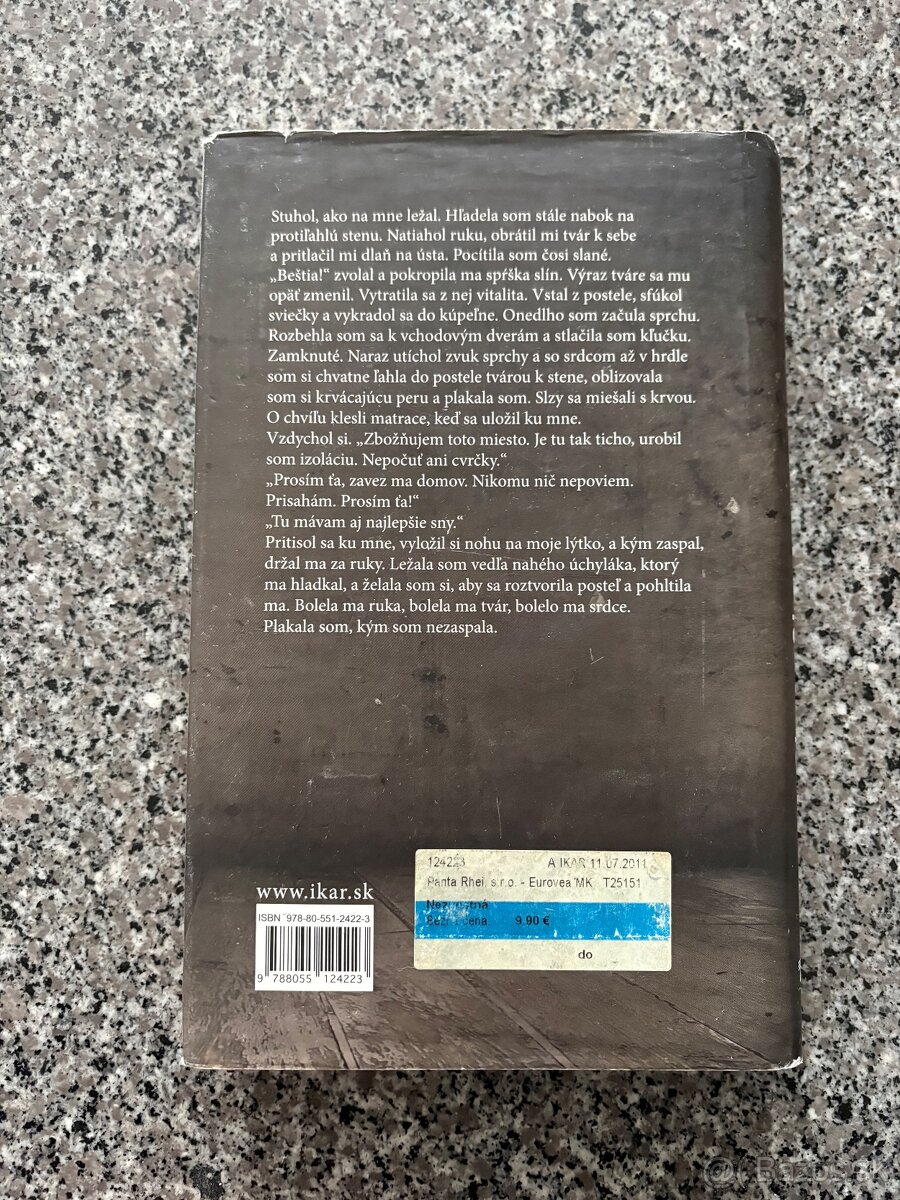 Stuhol, ako na mne ležal. Hľadela som stále nabok na
protiľahlú stenu. Natiahol ruku, obrátil mi tvár k sebe
a pritlačil mi dlaň na ústa. Pocítila som čosi slané.
„Beštia!“ zvolal a pokropila ma spŕška slín. Výraz tváre sa mu
opäť zmenil. Vytratila sa z nej vitalita. Vstal z postele, sfúkol
sviečky a vykradol sa do kúpeľne. Onedlho som začula sprchu.
Rozbehla som sa k vchodovým dverám a stlačila som kľučku.
Zamknuté. Naraz utíchol zvuk sprchy a so srdcom až v hrdle
som si chvatne ľahla do postele tvárou k stene, oblizovala
som si krvácajúcu peru a plakala som. Slzy sa miešali s krvou.
O chvíľu klesli matrace, keď sa uložil ku mne.
Vzdychol si. „Zbožňujem toto miesto. Je tu tak ticho, urobil
som izoláciu. Nepočuť ani cvrčky.“
„Prosím ťa, zavez ma domov. Nikomu nič nepoviem.
Prisahám. Prosím ťa!“
„Tu mávam aj najlepšie sny.“
Pritisol sa ku mne, vyložil si nohu na moje lýtko, a kým zaspal,
držal ma za ruky. Ležala som vedľa nahého úchyláka, ktorý
ma hladkal, a želala som si, aby sa roztvorila posteľ a pohltila
ma. Bolela ma ruka, bolela ma tvár, bolelo ma srdce.
Plakala som, kým som nezaspala.
www.ikar.sk
ISBN 978-80-551-2422-3
9 788055 124223
124223 A IKAR 11.07.2011
Panta Rhei, s.r.o. - Eurovea MK T25151
cena 9.90 €
do
Bazos.sk